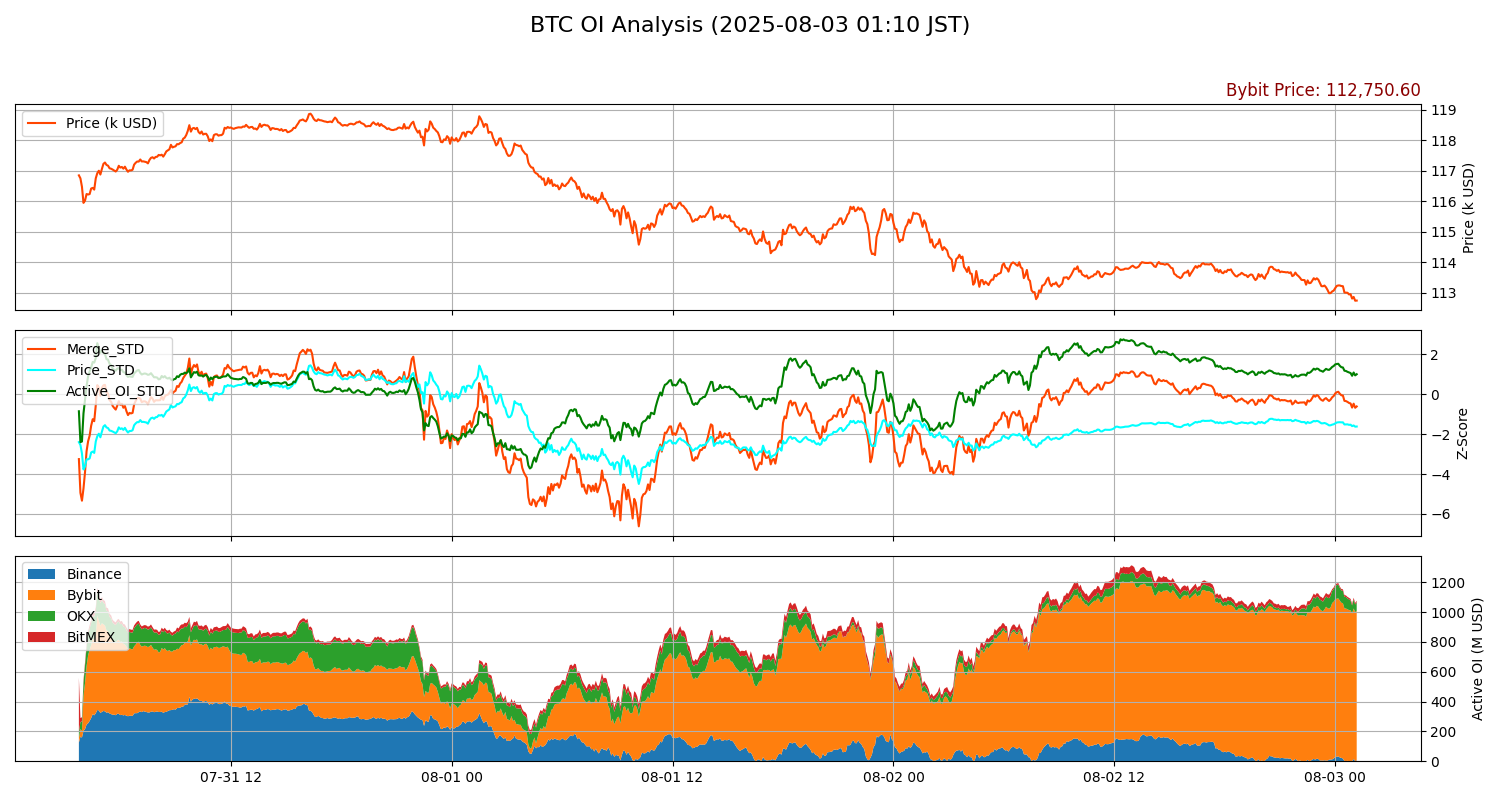 BTC OI Analysis (2025-08-03 01:10 JST)
Bybit Price: 112,750.60
Price (k USD)
119
118
117
116
115
114
113
Price (k USD)
Merge_STD
Price_STD
Active_OI_STD
2
0
−2
−4
−6
Z-Score
Binance
Bybit
OKX
BitMEX
1200
1000
800
600
400
200
0
Active OI (M USD)
07-31 12
08-01 00
08-01 12
08-02 00
08-02 12
08-03 00